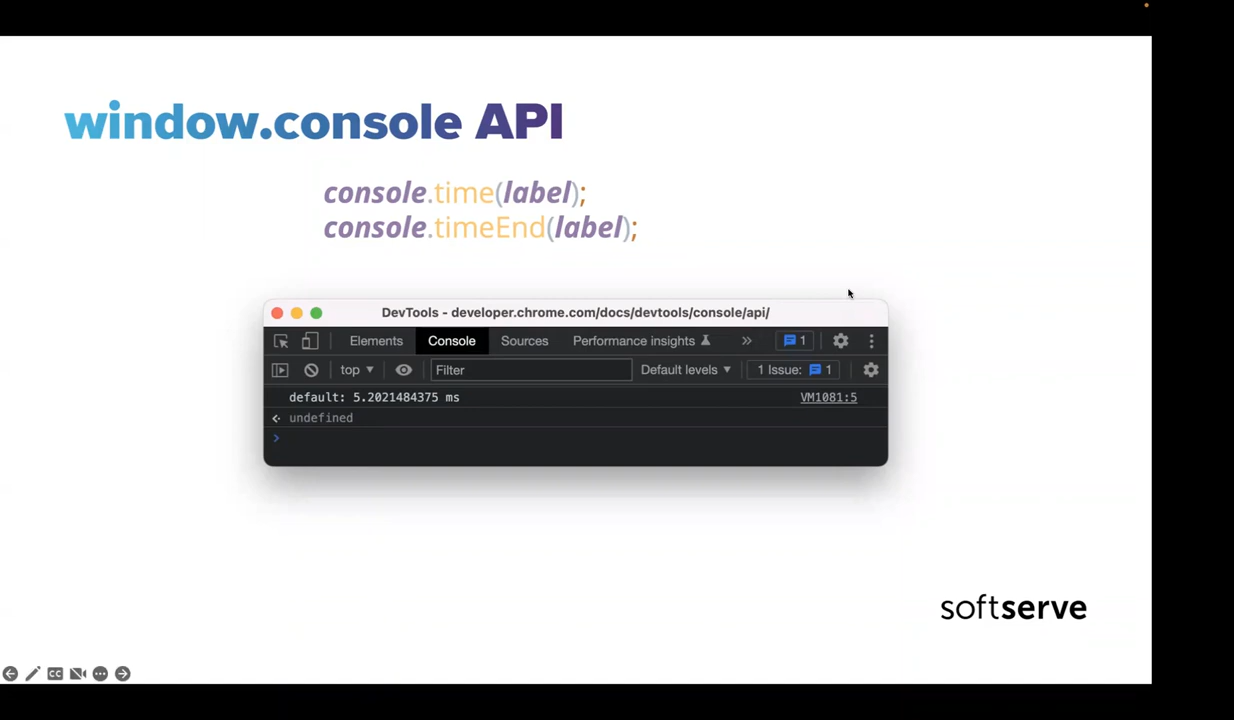 window.console API
console.time(label);
console.timeEnd(label);
DevTools - developer.chrome.com/docs/devtools/console/api/
Elements Console Sources Performance insights » 1
top ▼ Filter Default levels ▼ 1 Issue: 1
default: 5.2021484375 ms VM1081:5
undefined
softserve
CC